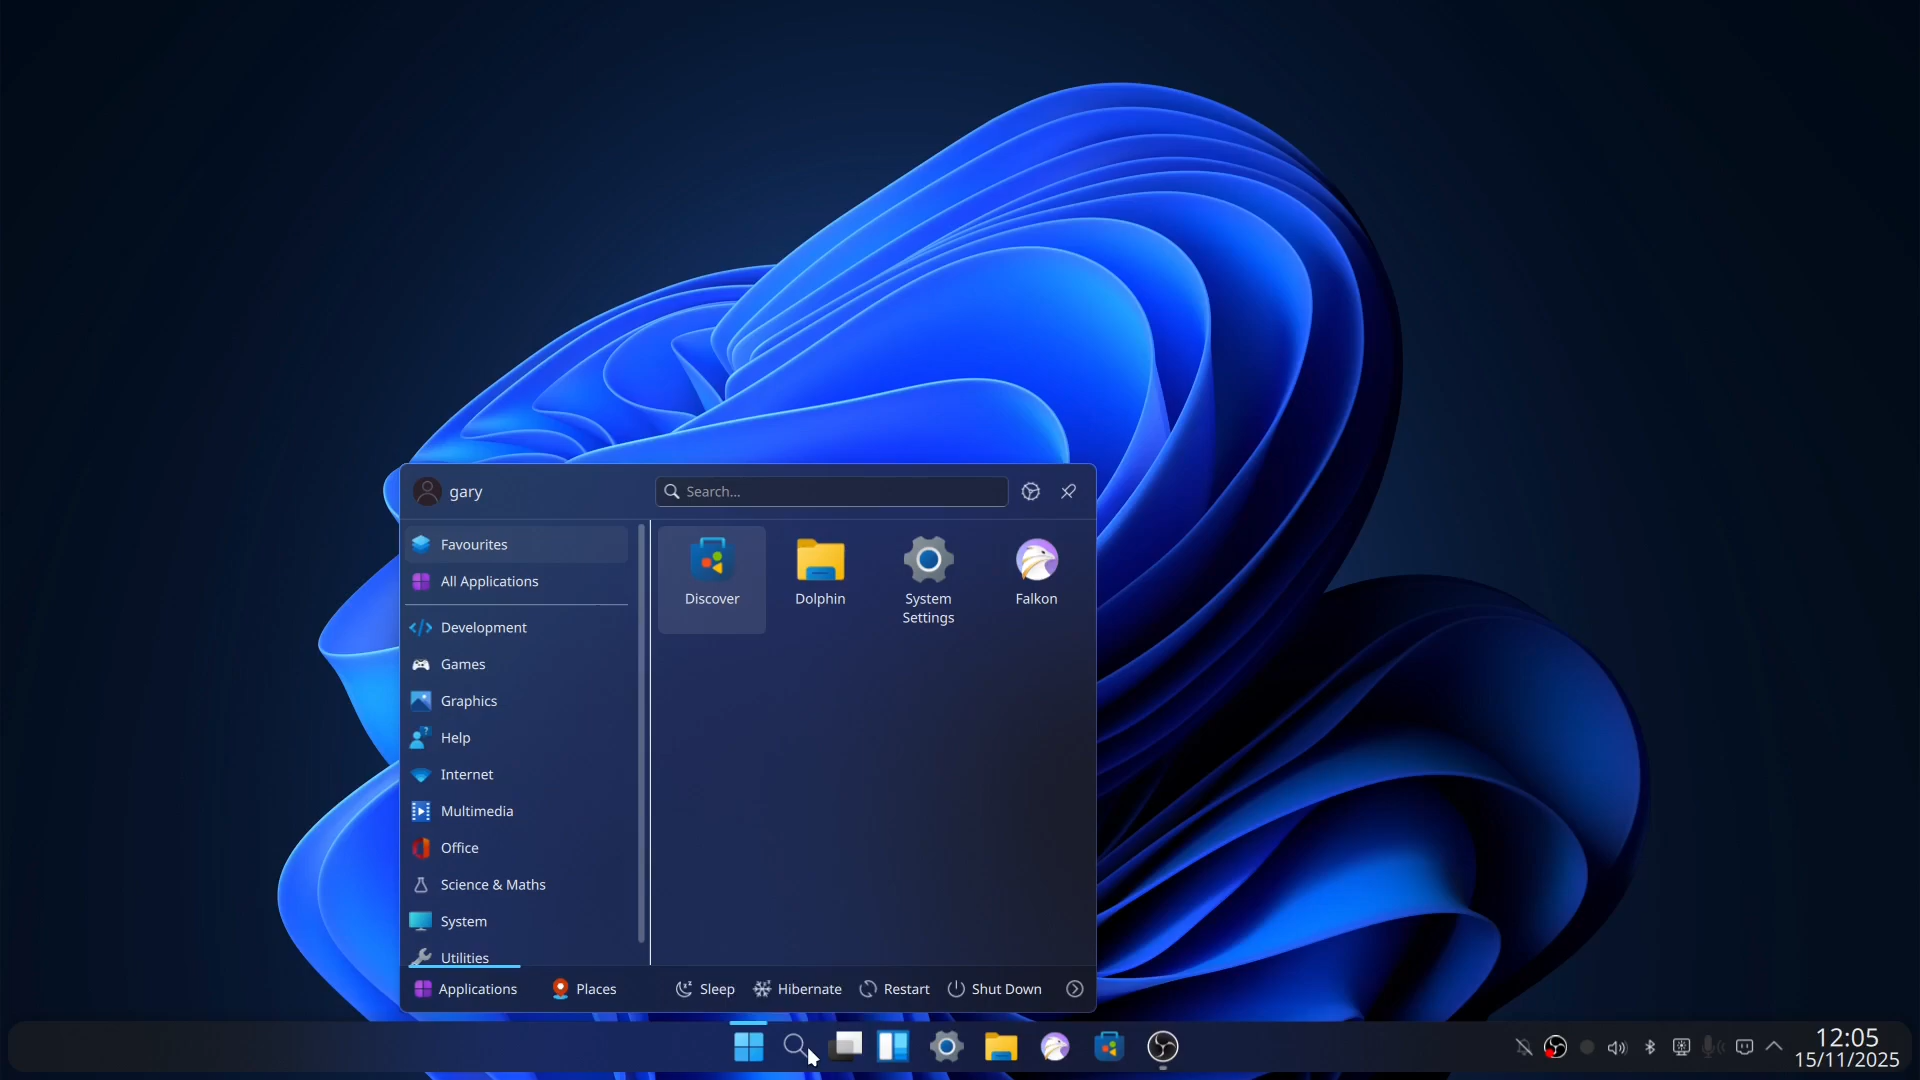 gary
Search...
Favourites
All Applications
Development
Games
Graphics
Help
Internet
Multimedia
Office
Science & Maths
System
Utilities
Discover
Dolphin
System
Settings
Falkon
Applications
Places
Sleep
Hibernate
Restart
Shut Down
12:05
15/11/2025